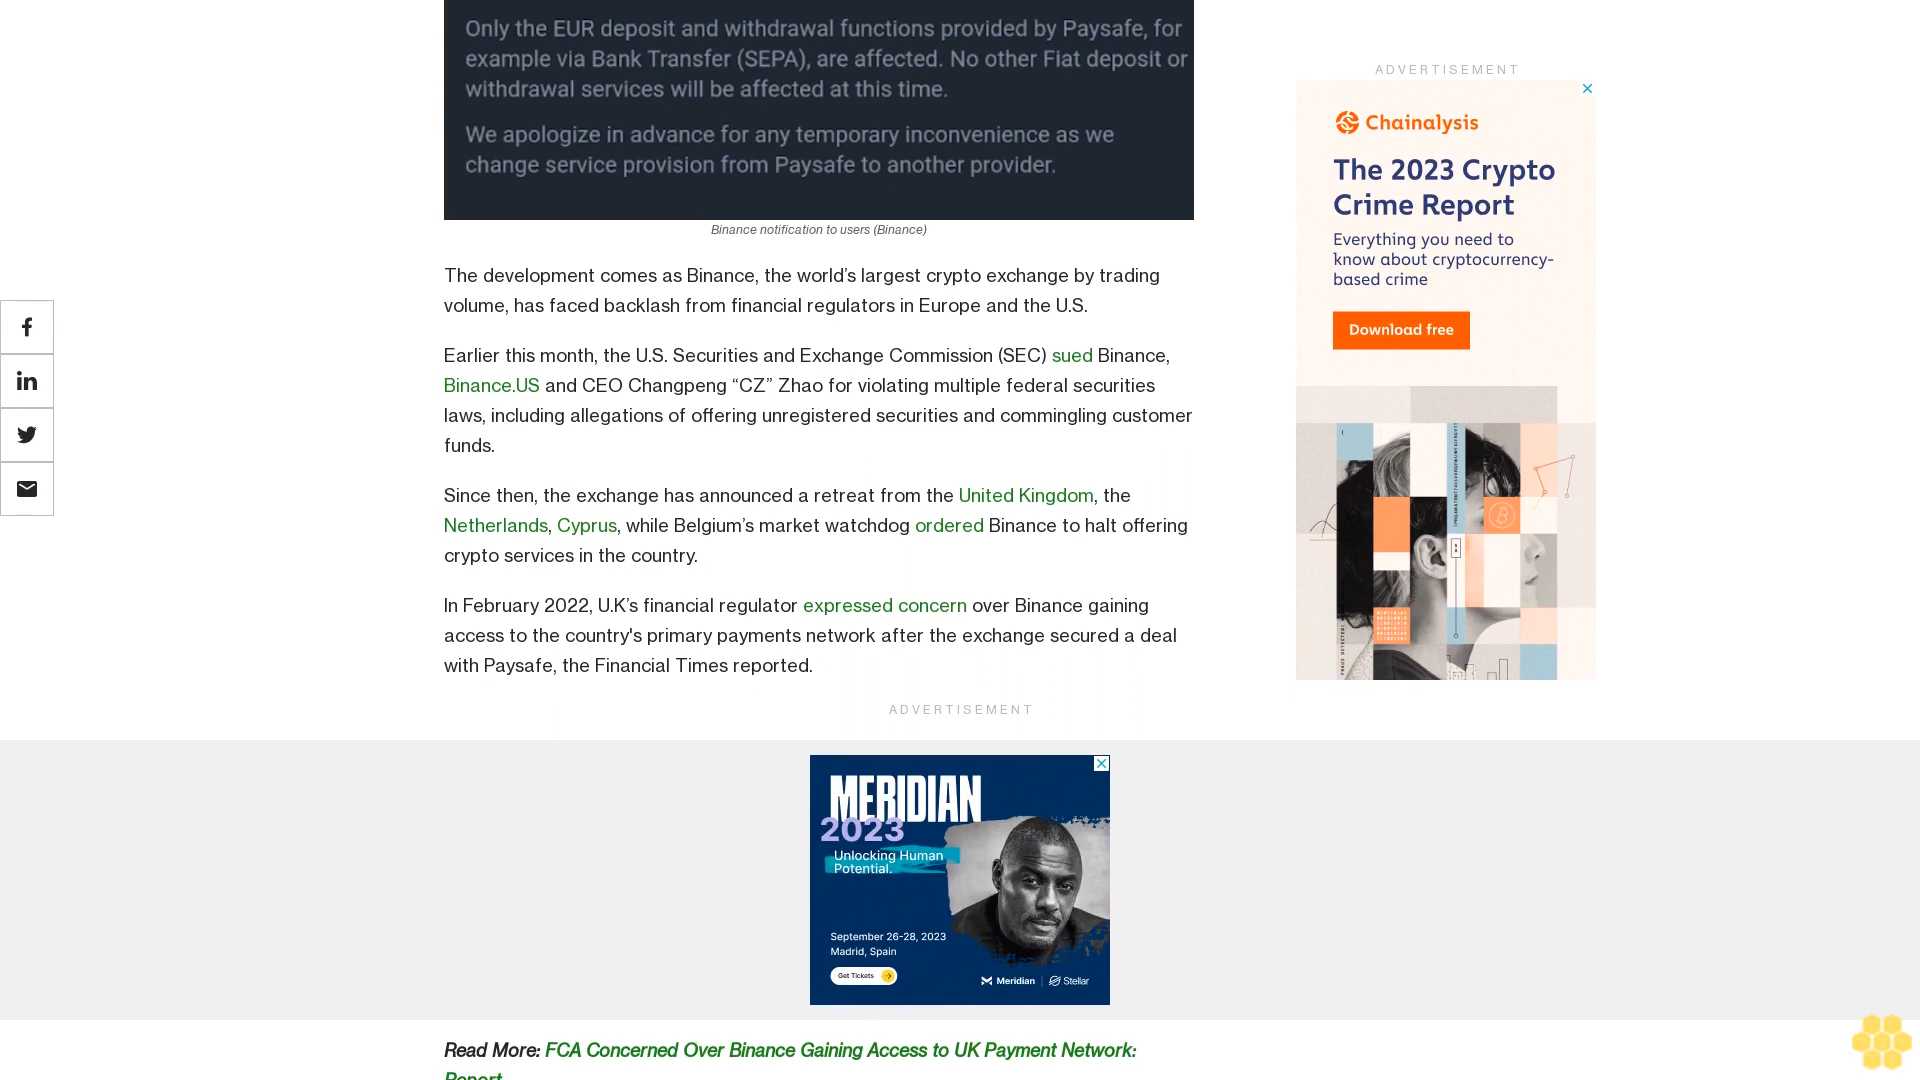 Only the EUR deposit and withdrawal functions provided by Paysafe, for
example via Bank Transfer (SEPA), are affected. No other Fiat deposit or
withdrawal services will be affected at this time.
We apologize in advance for any temporary inconvenience as we
change service provision from Paysafe to another provider.
Binance notification to users (Binance)
The development comes as Binance, the world’s largest crypto exchange by trading
volume, has faced backlash from financial regulators in Europe and the U.S.
Earlier this month, the U.S. Securities and Exchange Commission (SEC) sued Binance,
Binance.US and CEO Changpeng “CZ” Zhao for violating multiple federal securities
laws, including allegations of offering unregistered securities and commingling customer
funds.
Since then, the exchange has announced a retreat from the United Kingdom, the
Netherlands, Cyprus, while Belgium’s market watchdog ordered Binance to halt offering
crypto services in the country.
In February 2022, U.K’s financial regulator expressed concern over Binance gaining
access to the country's primary payments network after the exchange secured a deal
with Paysafe, the Financial Times reported.
ADVERTISEMENT
MERIDIAN
2023
Unlocking Human
Potential.
September 26-28, 2023
Madrid, Spain
Get Tickets
Meridian | Stellar
Read More: FCA Concerned Over Binance Gaining Access to UK Payment Network:
Report
ADVERTISEMENT
Chainalysis
The 2023 Crypto
Crime Report
Everything you need to
know about cryptocurrency-
based crime
Download free